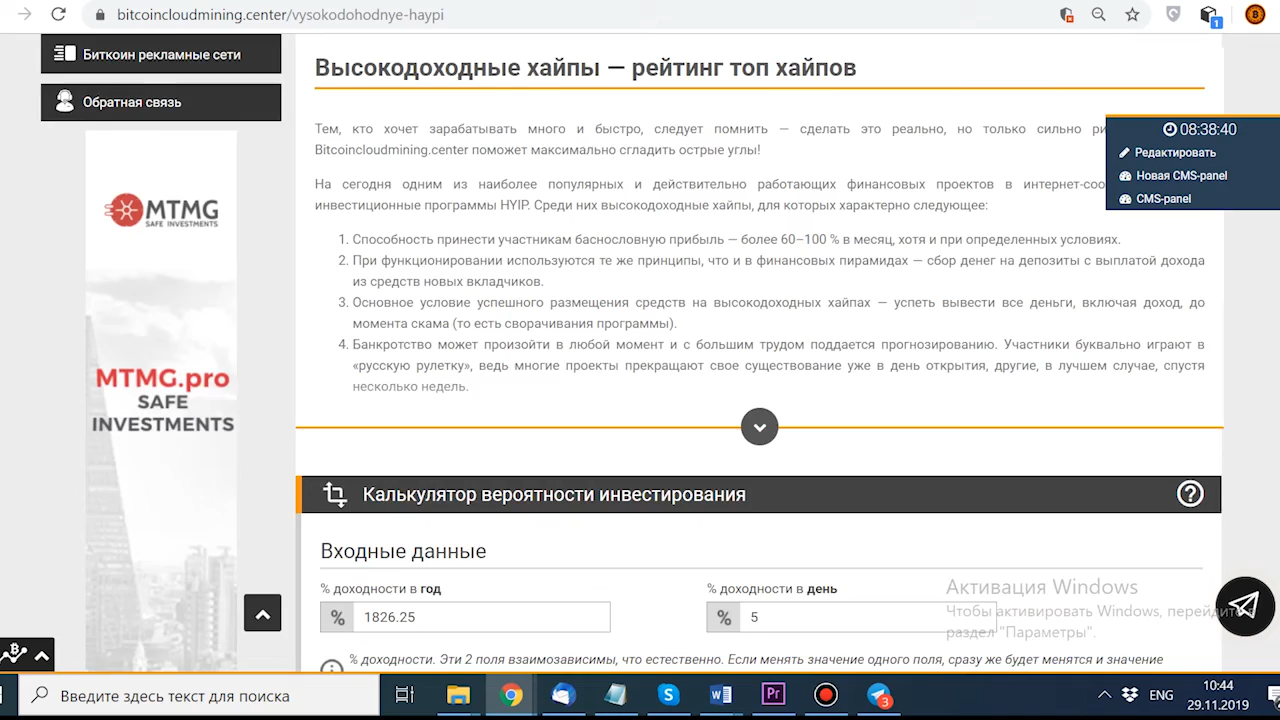 bitcoincloudmining.center/vysokodohodnye-haypi
1
Биткоин рекламные сети
Обратная связь
MTMG
SAFE INVESTMENTS
MTMG.pro
SAFE
INVESTMENTS
Высокодоходные хайпы — рейтинг топ хайпов
Тем, кто хочет зарабатывать много и быстро, следует помнить — сделать это реально, но только сильно
Bitcoincloudmining.center поможет максимально сгладить острые углы!
На сегодня одним из наиболее популярных и действительно работающих финансовых проектов в
инвестиционные программы HYIP. Среди них высокодоходные хайпы, для которых характерно следующее:
1. Способность принести участникам баснословную прибыль — более 60–100 % в месяц, хотя и при определенных условиях.
2. При функционировании используются те же принципы, что и в финансовых пирамидах — сбор денег на депозиты с выплатой дохода
из средств новых вкладчиков.
3. Основное условие успешного размещения средств на высокодоходных хайпах — успеть вывести все деньги, включая доход, до
момента скама (то есть сворачивания программы).
4. Банкротство может произойти в любой момент и с большим трудом поддается прогнозированию. Участники буквально играют в
«русскую рулетку», ведь многие проекты прекращают свое существование уже в день открытия, другие, в лучшем случае, спустя
несколько недель.
08:38:40
Редактировать
Новая CMS-panel
CMS-panel
Калькулятор вероятности инвестирования
?
Входные данные
% доходности в год
% 1826.25
% доходности в день
% 5
% доходности. Эти 2 поля взаимозависимы, что естественно. Если менять значение одного поля, сразу же будет менятся и значение
Активация Windows
Чтобы активировать Windows, перейдите в
раздел "Параметры".
Введите здесь текст для поиска
W
Pr
3
ENG
10:44
29.11.2019